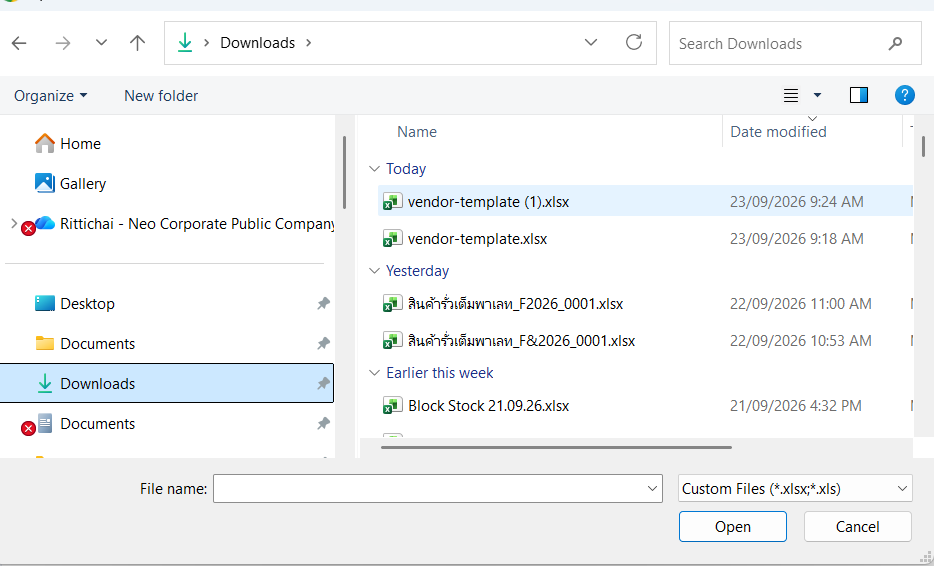 Downloads
Search Downloads
Organize
New folder
?
Home
Gallery
Rittichai - Neo Corporate Public Company
Desktop
Documents
Downloads
Documents
Name
Date modified
Today
vendor-template (1).xlsx 23/09/2026 9:24 AM
vendor-template.xlsx 23/09/2026 9:18 AM
Yesterday
สินค้ารั่วเต็มพาเลท_F2026_0001.xlsx 22/09/2026 11:00 AM
สินค้ารั่วเต็มพาเลท_F&2026_0001.xlsx 22/09/2026 10:53 AM
Earlier this week
Block Stock 21.09.26.xlsx 21/09/2026 4:32 PM
File name:
Custom Files (*.xlsx;*.xls)
Open
Cancel